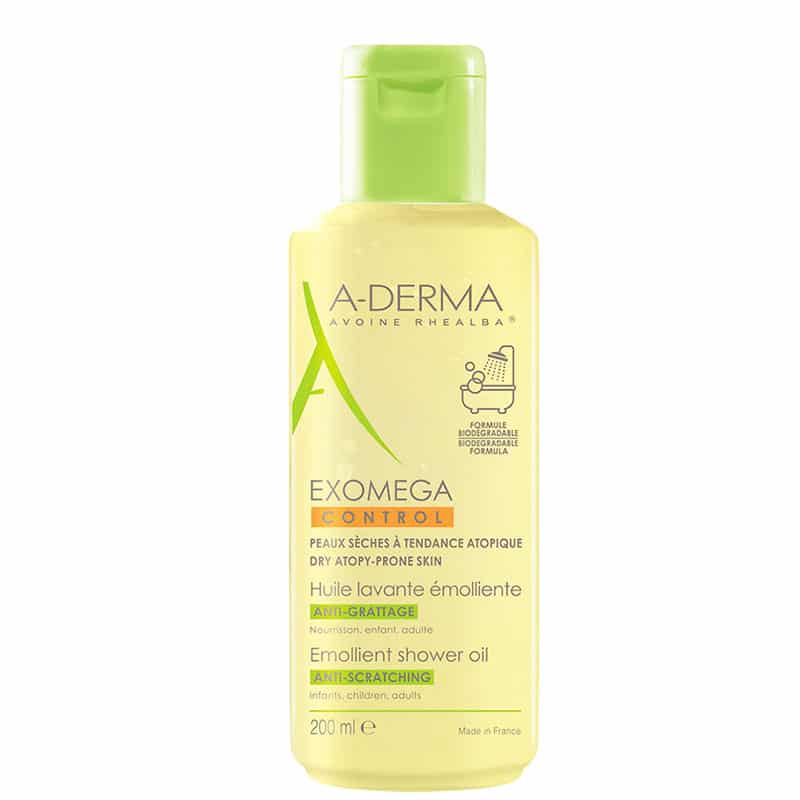 A-DERMA
AVOINE RHEALBA®
FORMULE
BIODÉGRADABLE
BIODEGRADABLE
FORMULA
EXOMEGA
CONTROL
PEAUX SÈCHES À TENDANCE ATOPIQUE
DRY ATOPY-PRONE SKIN
Huile lavante émolliente
ANTI-GRATTAGE
Nourrisson, enfant, adulte
Emollient shower oil
ANTI-SCRATCHING
Infants, children, adults
200 ml ℮
Made in France